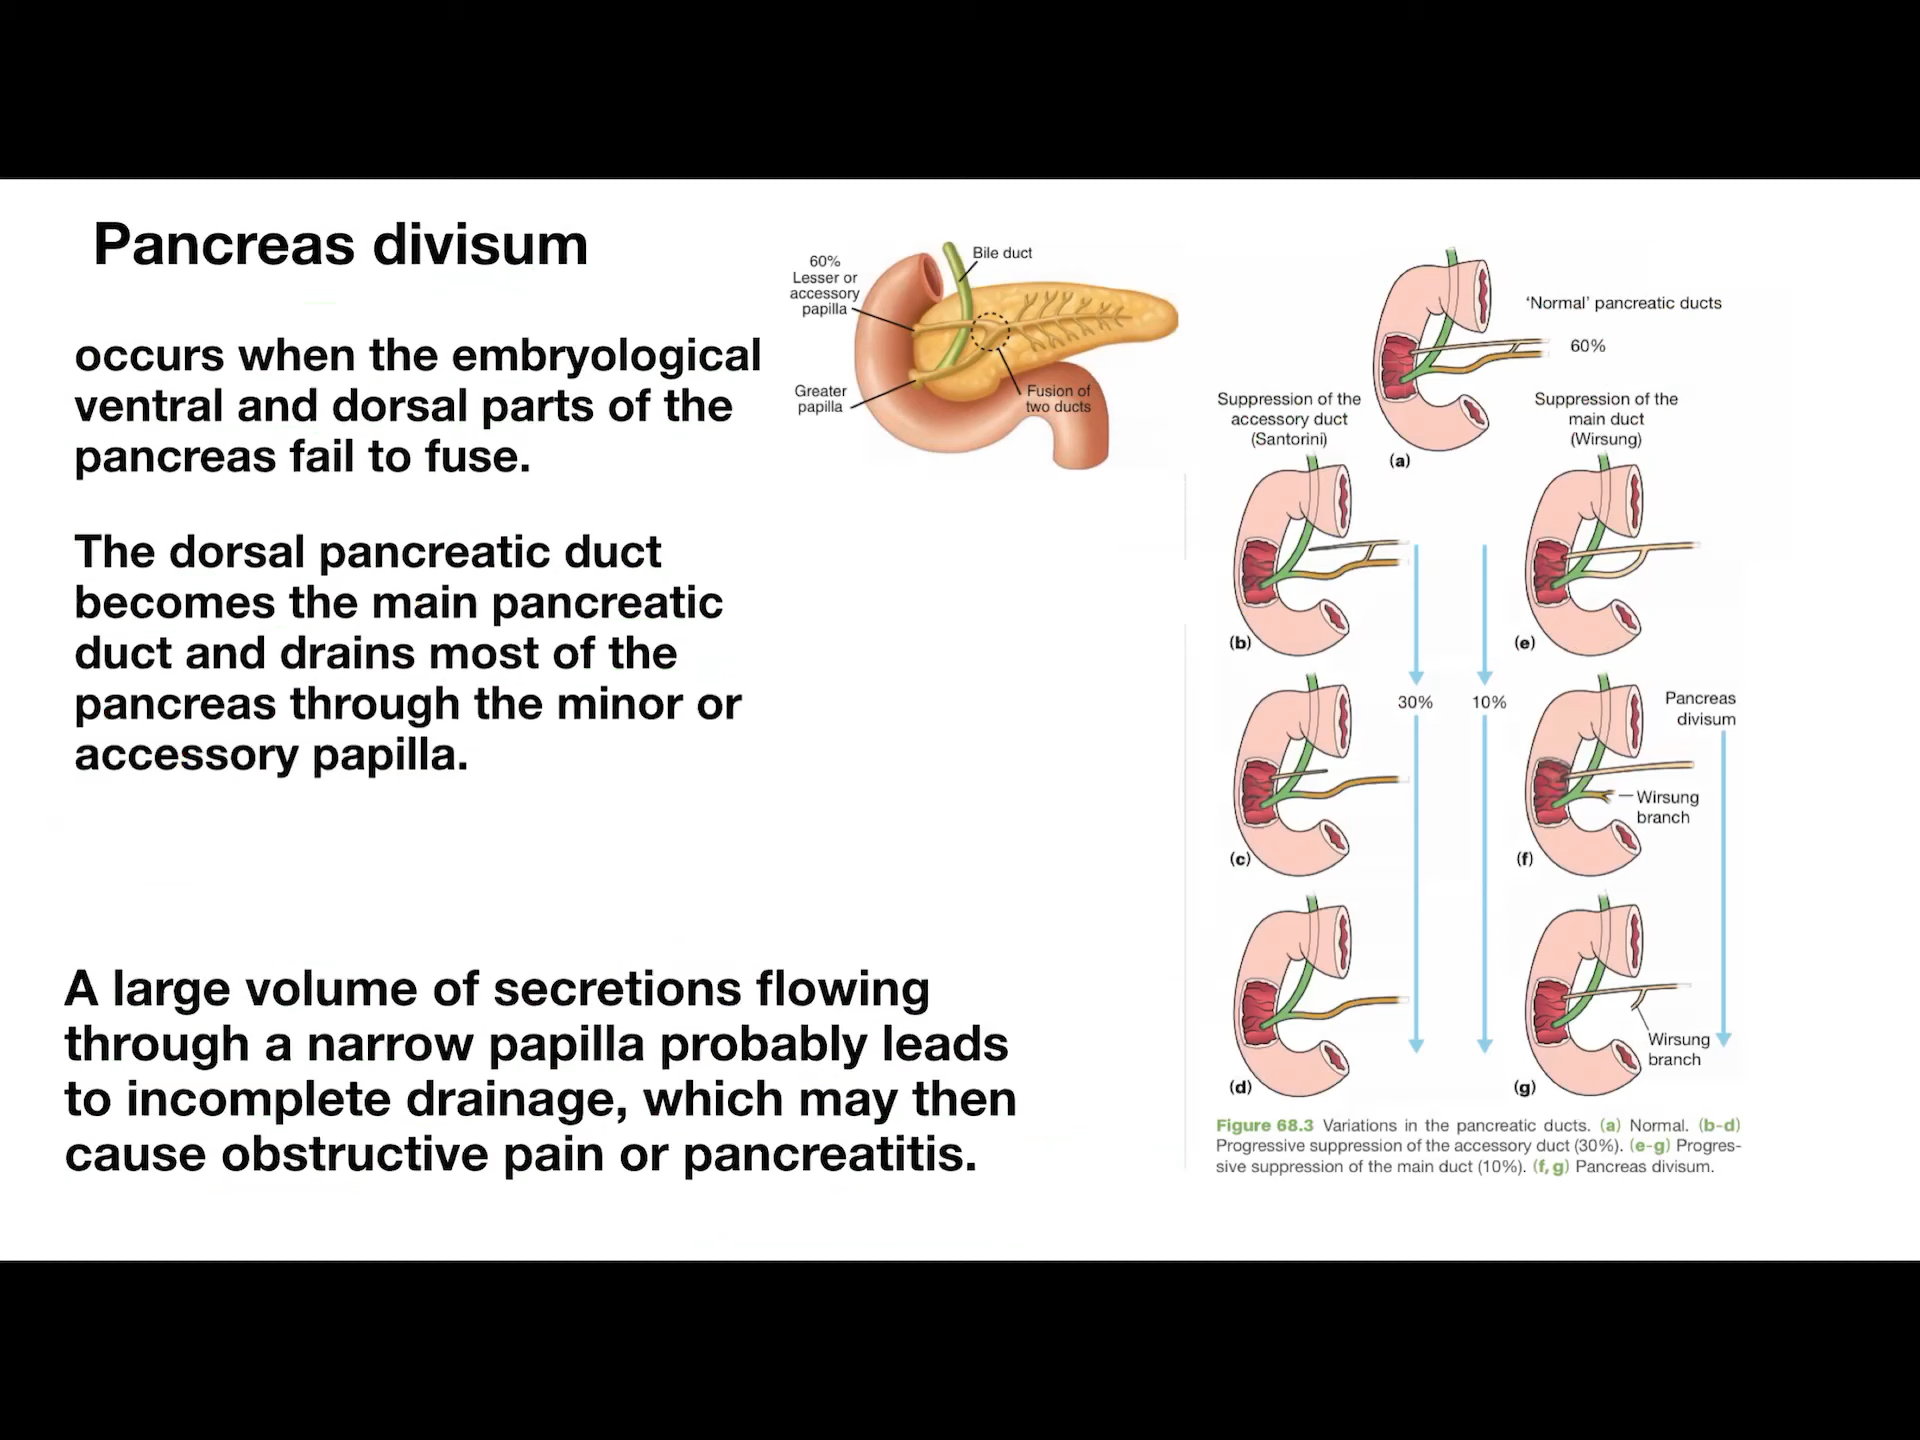 Pancreas divisum
occurs when the embryological
ventral and dorsal parts of the
pancreas fail to fuse.
The dorsal pancreatic duct
becomes the main pancreatic
duct and drains most of the
pancreas through the minor or
accessory papilla.
A large volume of secretions flowing
through a narrow papilla probably leads
to incomplete drainage, which may then
cause obstructive pain or pancreatitis.
60%
Lesser or
accessory
papilla
Bile duct
Greater
papilla
Fusion of
two ducts
'Normal' pancreatic ducts
60%
(a)
Suppression of the
accessory duct
(Santorini)
Suppression of the
main duct
(Wirsung)
(b)
(e)
30%
10%
Pancreas
divisum
Wirsung
branch
(c)
(f)
Wirsung
branch
(d)
(g)
Figure 68.3 Variations in the pancreatic ducts. (a) Normal. (b–d)
Progressive suppression of the accessory duct (30%). (e–g) Progres-
sive suppression of the main duct (10%). (f, g) Pancreas divisum.